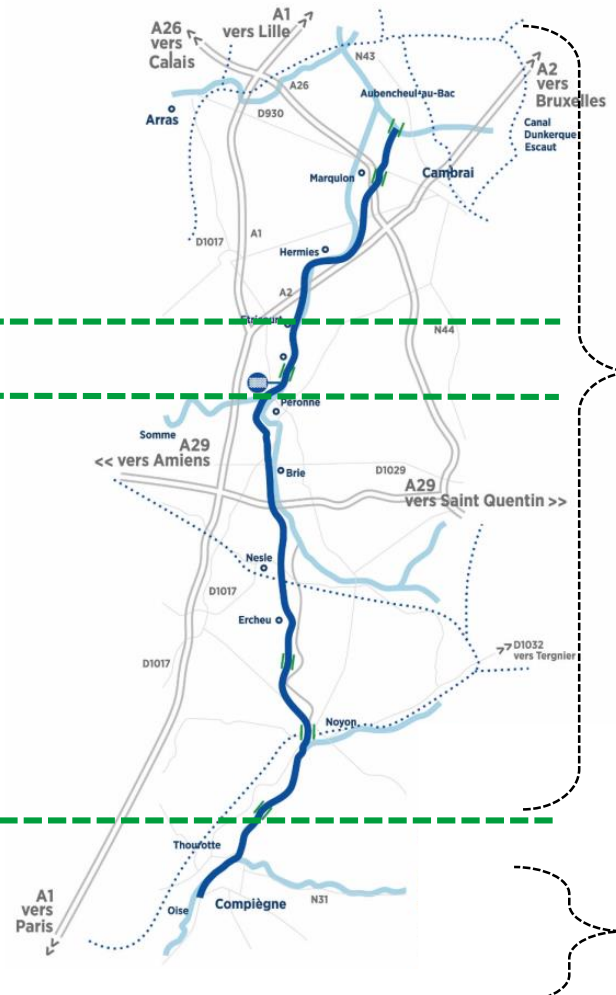 A1
vers Lille
A26
vers
Calais
N43
A26
A2
vers
Bruxelles
Aubencheul-au-Bac
D930
Arras
Canal
Dunkerque
Escaut
Marquion
Cambrai
A1
D1017
Hermies
A2
Etricourt
N44
Péronne
Somme
A29
<< vers Amiens
Brie
D1029
A29
vers Saint Quentin >>
Nesle
D1017
Ercheu
D1032
vers Tergnier
D1017
Noyon
Thourotte
A1
vers
Paris
Oise
Compiègne
N31